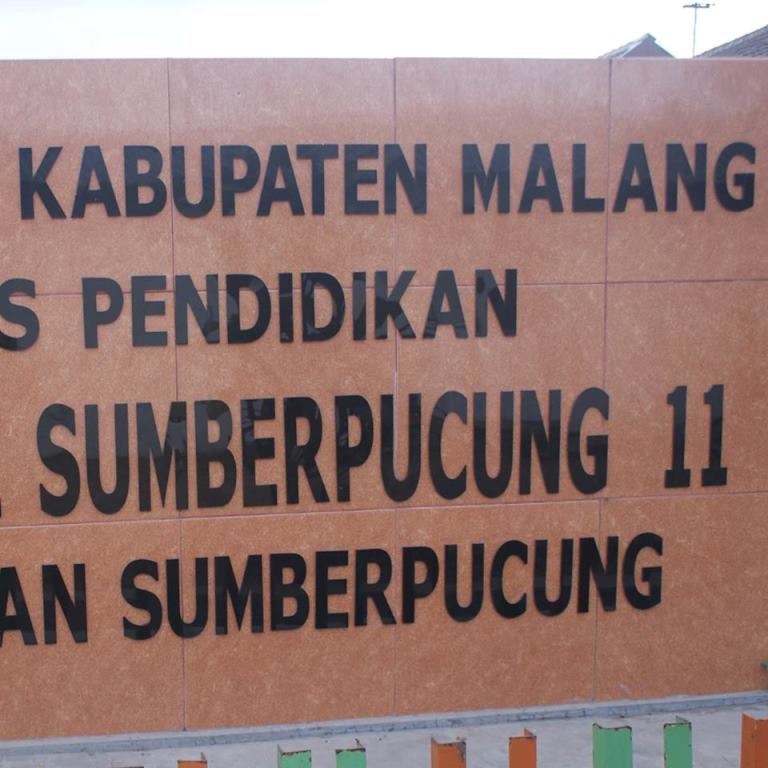 KABUPATEN MALANG
S PENDIDIKAN
SUMBERPUCUNG 11
AN SUMBERPUCUNG